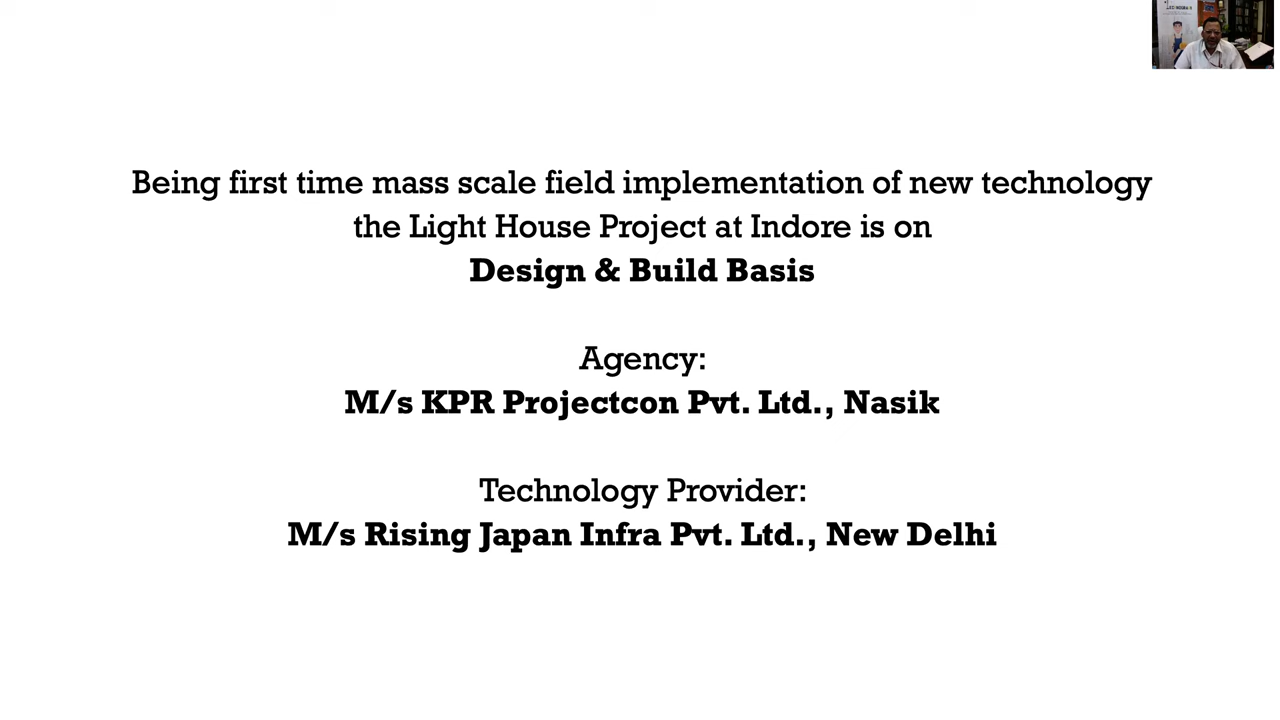 Being first time mass scale field implementation of new technology
the Light House Project at Indore is on
Design & Build Basis
Agency:
M/s KPR Projectcon Pvt. Ltd., Nasik
Technology Provider:
M/s Rising Japan Infra Pvt. Ltd., New Delhi